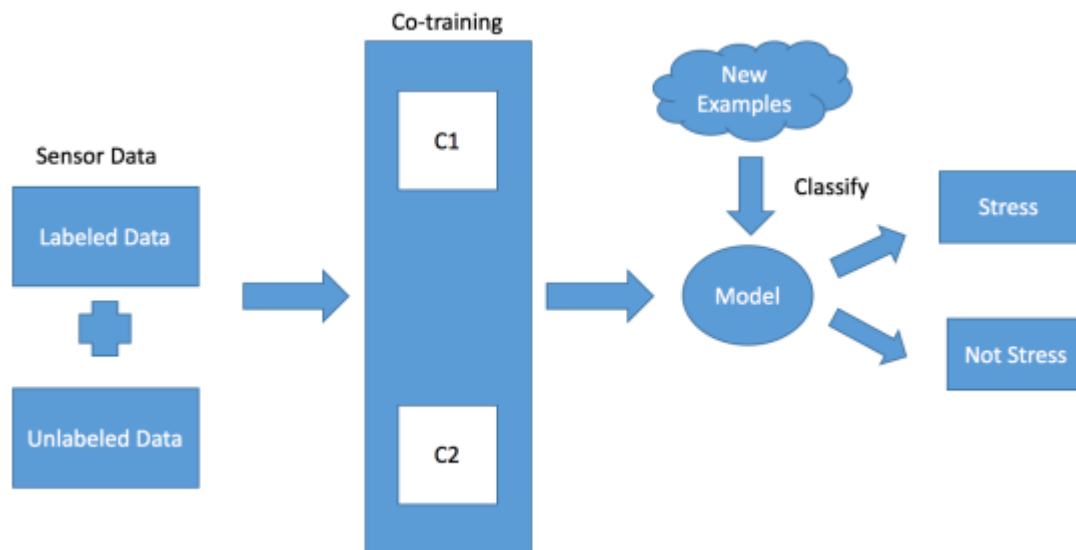 Co-training
New
Examples
C1
Sensor Data
Classify
Labeled Data
Stress
Model
Not Stress
Unlabeled Data
C2